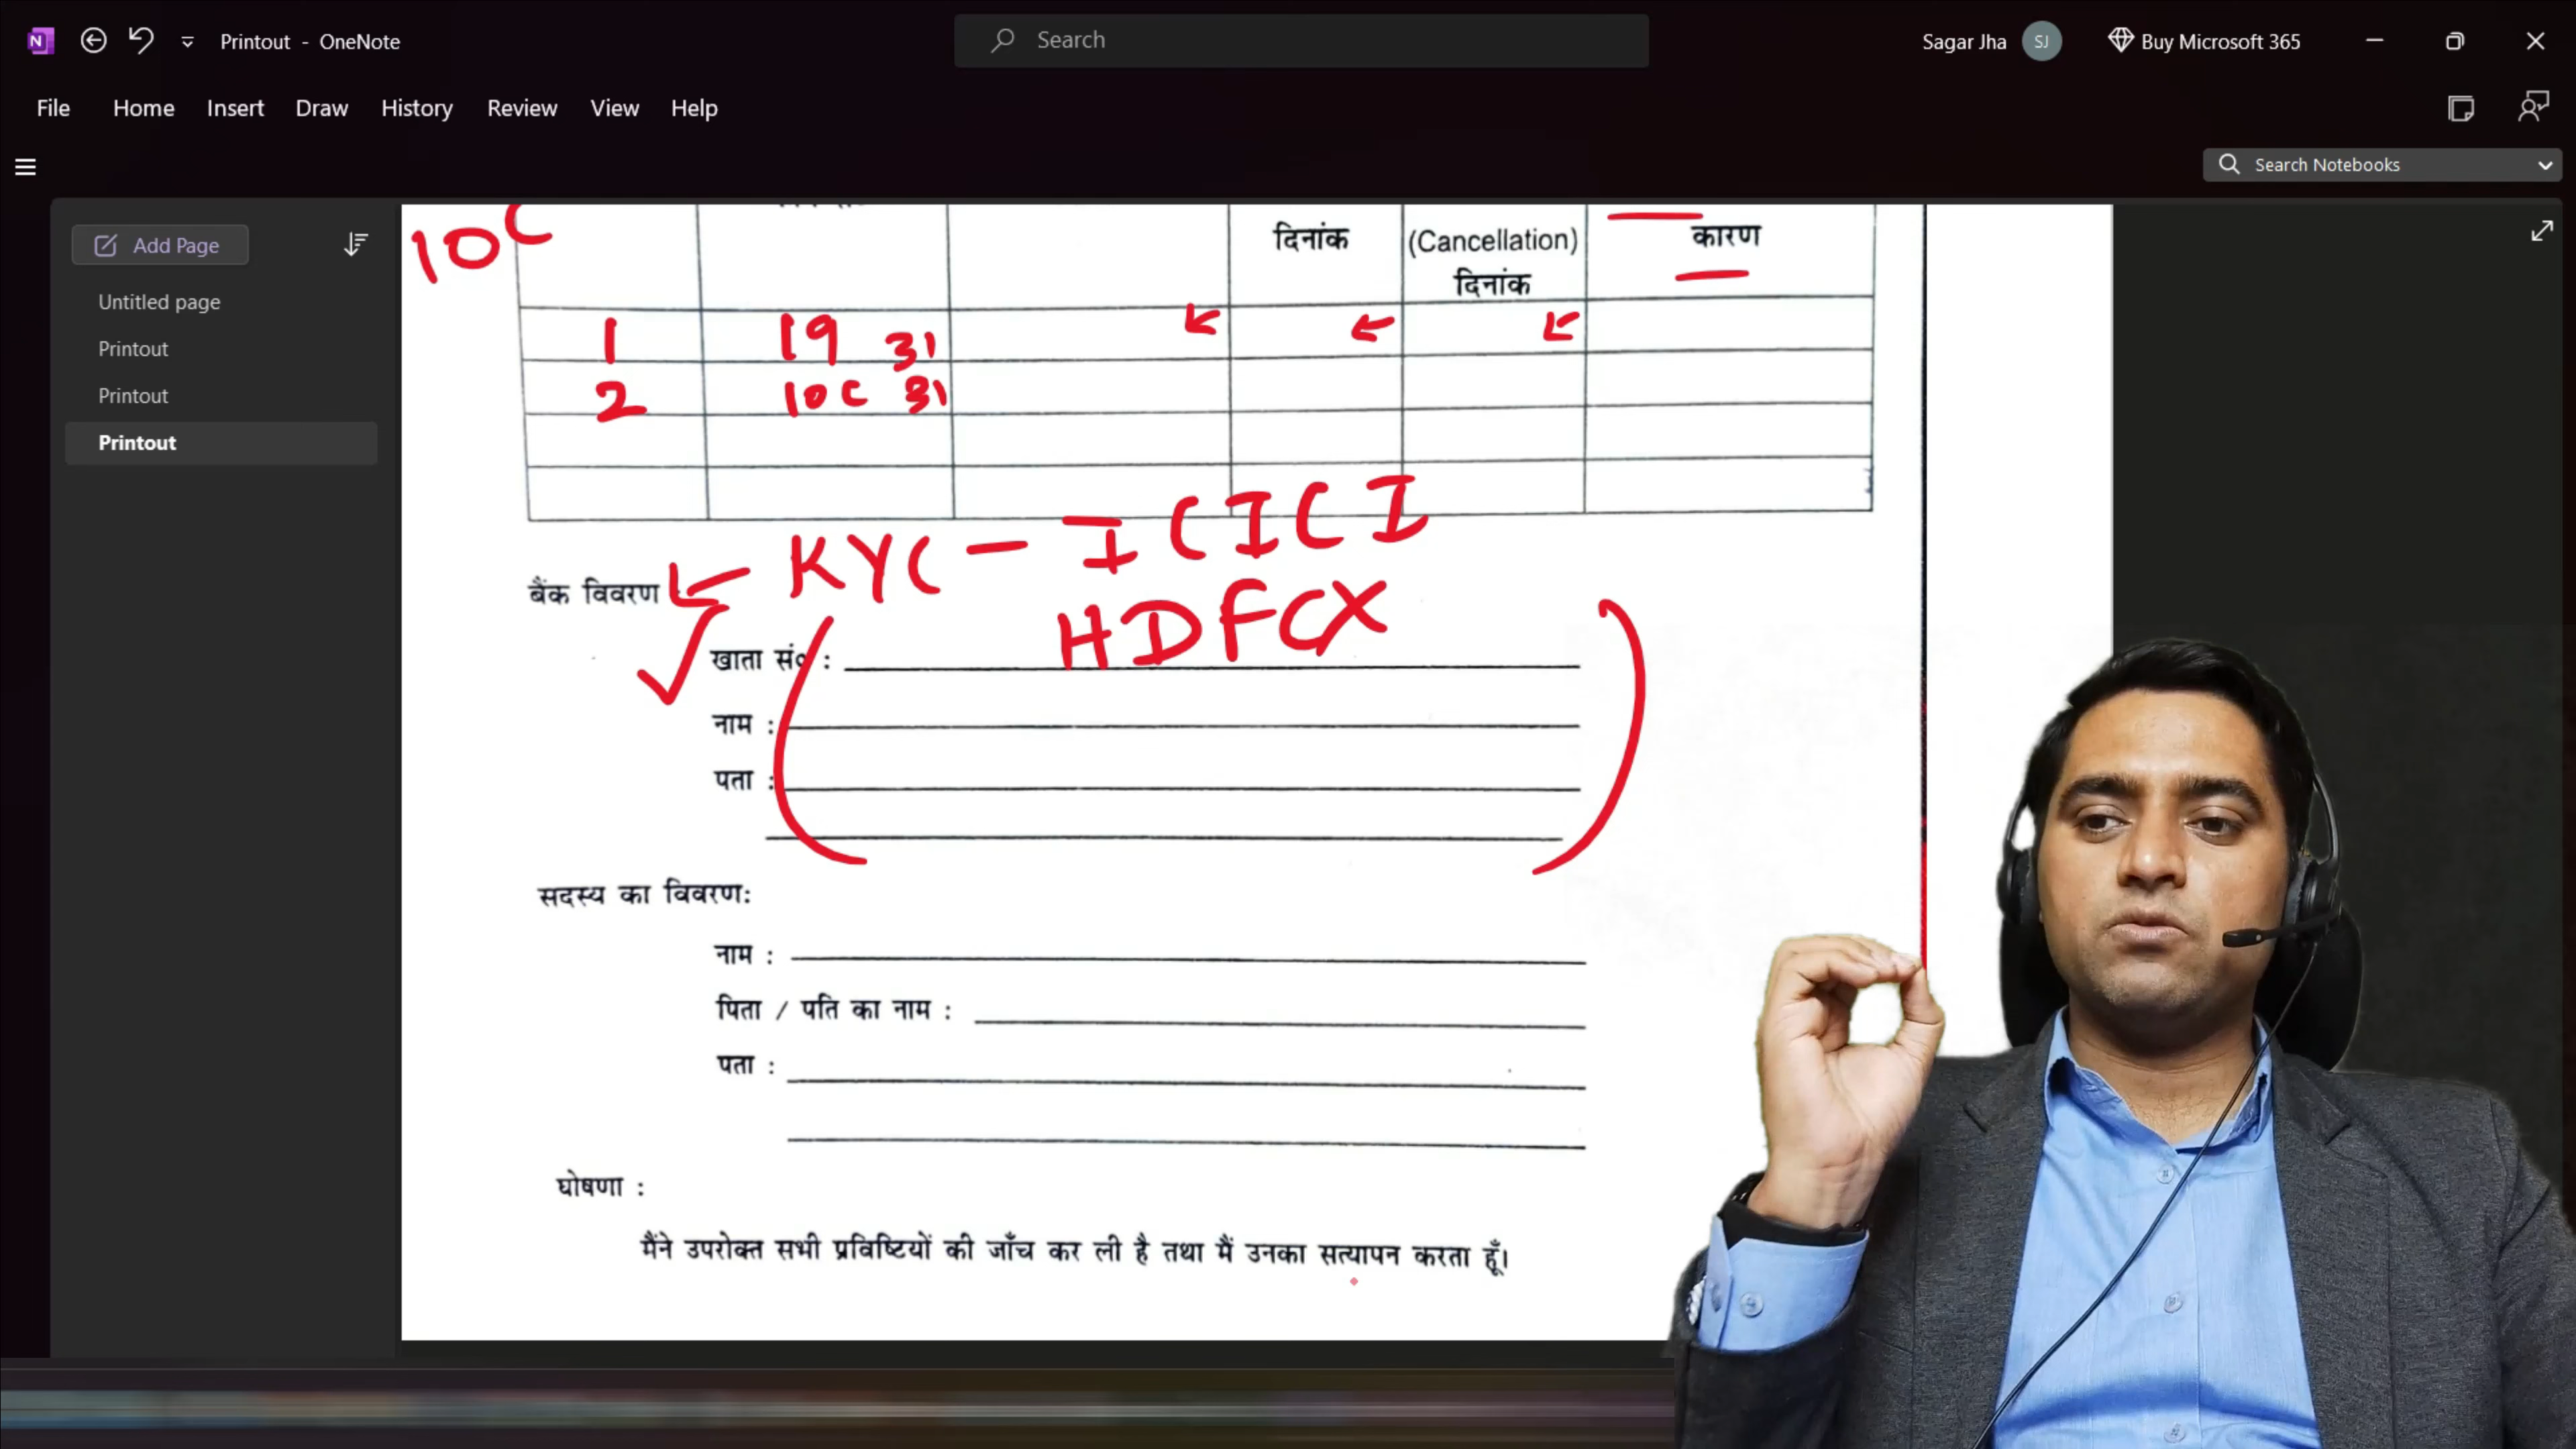 Printout - OneNote
Search
Sagar Jha
SJ
Buy Microsoft 365
File Home Insert Draw History Review View Help
Search Notebooks
Add Page
Untitled page
Printout
Printout
Printout
10C
दिनांक
(Cancellation)
दिनांक
कारण
1 19 31
2 10C 31
KYC - ICICI
HDFC X
बैंक विवरण
खाता सं० :
नाम :
पता :
सदस्य का विवरण:
नाम :
पिता / पति का नाम :
पता :
घोषणा :
मैंने उपरोक्त सभी प्रविष्टियों की जाँच कर ली है तथा मैं उनका सत्यापन करता हूँ।